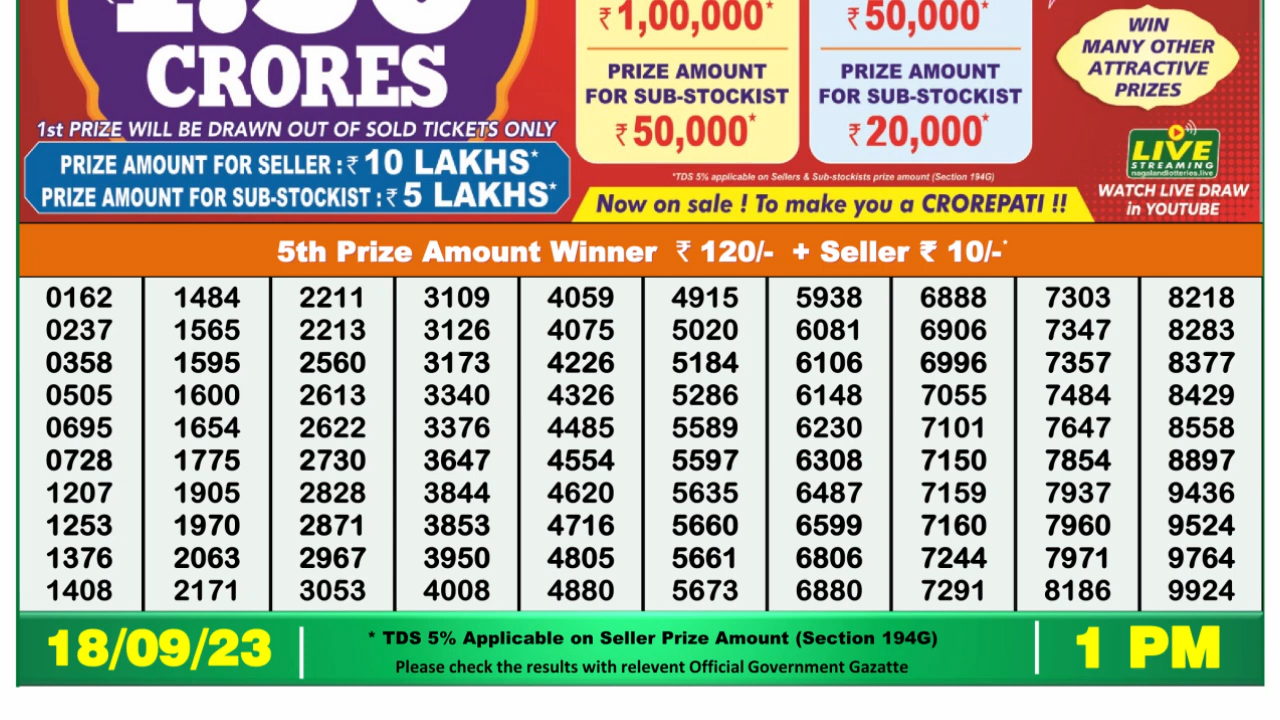 CRORES
1st PRIZE WILL BE DRAWN OUT OF SOLD TICKETS ONLY
PRIZE AMOUNT FOR SELLER : ₹ 10 LAKHS*
PRIZE AMOUNT FOR SUB-STOCKIST : ₹ 5 LAKHS*
₹1,00,000*
PRIZE AMOUNT
FOR SUB-STOCKIST
₹50,000*
₹50,000*
PRIZE AMOUNT
FOR SUB-STOCKIST
₹20,000*
*TDS 5% applicable on Sellers & Sub-stockists prize amount (Section 194G)
Now on sale ! To make you a CROREPATI !!
WIN
MANY OTHER
ATTRACTIVE
PRIZES
LIVE
STREAMING
nagalandlotteries.live
WATCH LIVE DRAW
in YOUTUBE
5th Prize Amount Winner ₹ 120/- + Seller ₹ 10/-*
0162 1484 2211 3109 4059 4915 5938 6888 7303 8218
0237 1565 2213 3126 4075 5020 6081 6906 7347 8283
0358 1595 2560 3173 4226 5184 6106 6996 7357 8377
0505 1600 2613 3340 4326 5286 6148 7055 7484 8429
0695 1654 2622 3376 4485 5589 6230 7101 7647 8558
0728 1775 2730 3647 4554 5597 6308 7150 7854 8897
1207 1905 2828 3844 4620 5635 6487 7159 7937 9436
1253 1970 2871 3853 4716 5660 6599 7160 7960 9524
1376 2063 2967 3950 4805 5661 6806 7244 7971 9764
1408 2171 3053 4008 4880 5673 6880 7291 8186 9924
18/09/23
* TDS 5% Applicable on Seller Prize Amount (Section 194G)
Please check the results with relevent Official Government Gazatte
1 PM